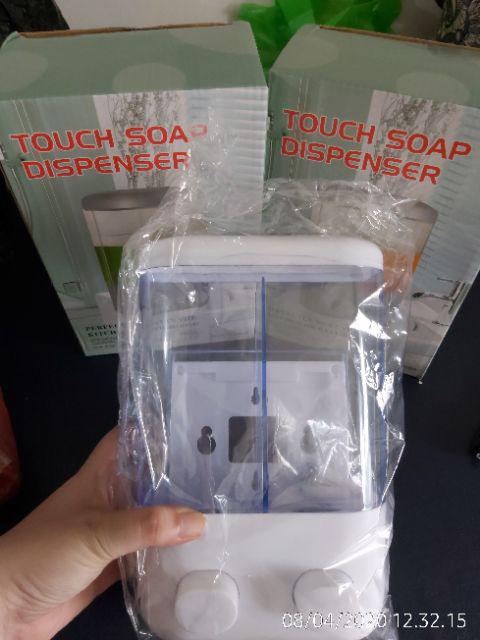 TOUCH SOAP
DISPENSER
TOUCH SOAP
DISPENSER
08/04/2020 12.32.15